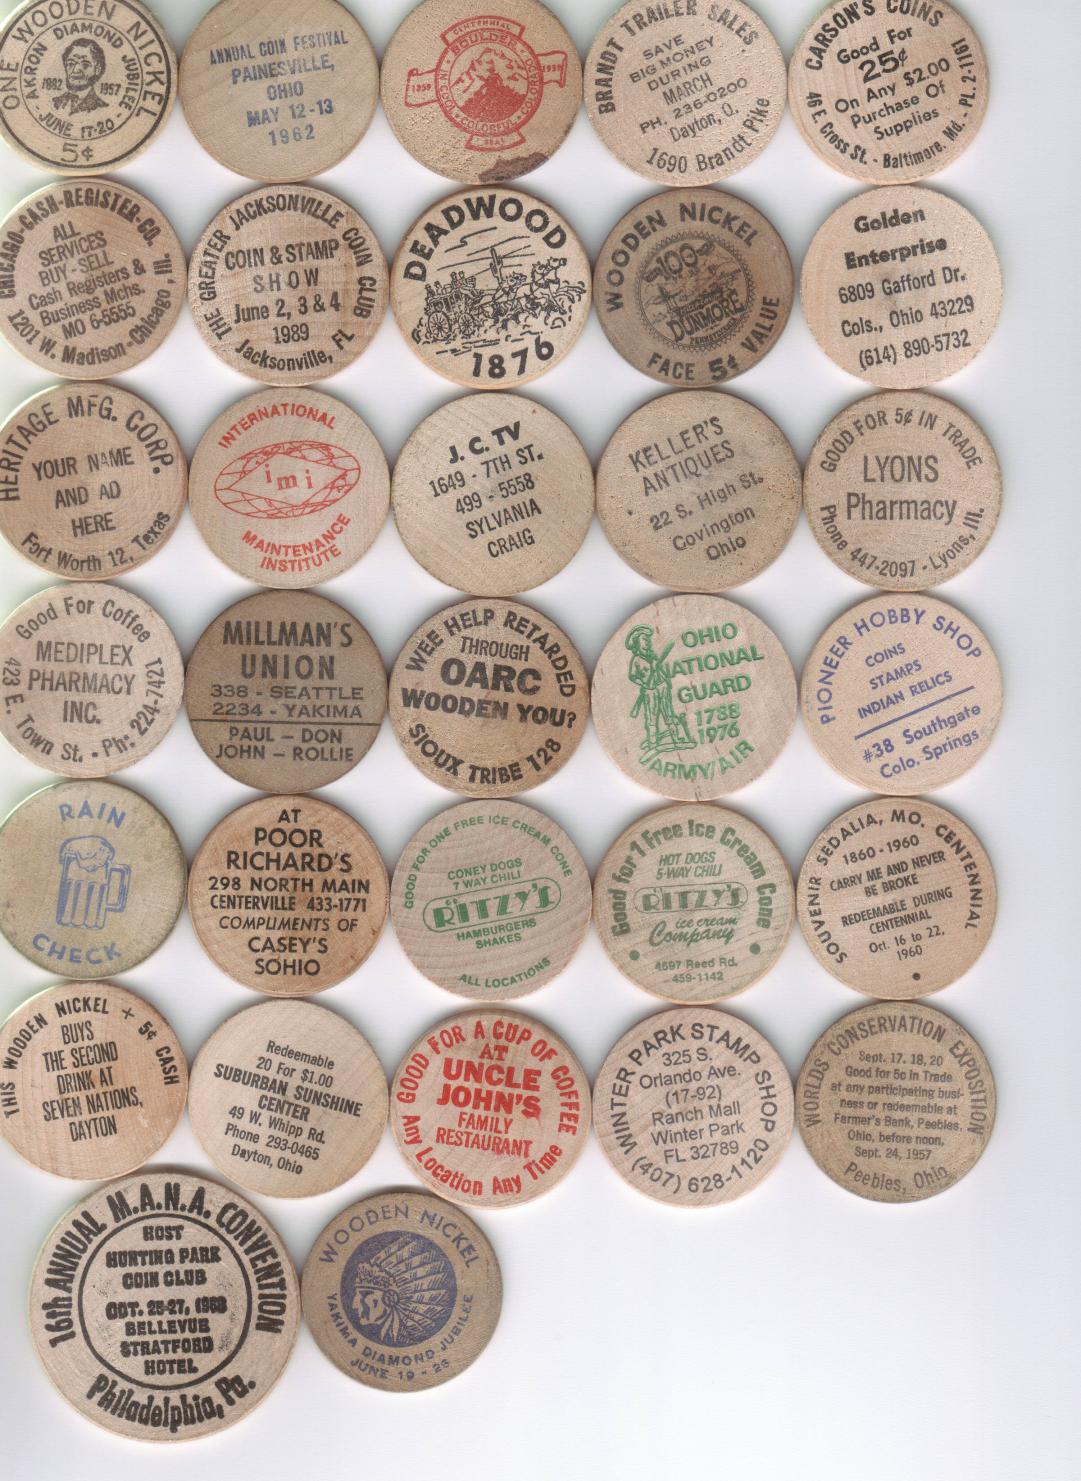 ONE WOODEN NICKEL
AKRON DIAMOND JUBILEE
1957
JUNE 17-20
5¢
ANNUAL COIN FESTIVAL
PAINESVILLE,
OHIO
MAY 12-13
1962
CENTENNIAL
BOULDER
1859
1959
IN COOL COLOSFUL COLORADO
SEAL
BRANDT TRAILER SALES
SAVE
BIG MONEY
DURING
MARCH
PH. 236-0200
Dayton, O.
1690 Brandt Pike
CARSON'S COINS
Good For
25¢
On Any $2.00
Purchase Of
Supplies
46 E. Cross St. - Baltimore, Md. - PL. 2-1161
CHICAGO-CASH-REGISTER-CO.
ALL
SERVICES
BUY - SELL
Cash Registers &
Business Mchs.
MO 6-5555
1201 W. Madison-Chicago, Ill.
THE GREATER JACKSONVILLE COIN CLUB
COIN & STAMP
SHOW
June 2, 3 & 4
1989
Jacksonville, FL
DEADWOOD
1876
WOODEN NICKEL
100
DUNMORE
PENNSYLVANIA
FACE 5¢ VALUE
Golden
Enterprise
6809 Gafford Dr.
Cols., Ohio 43229
(614) 890-5732
HERITAGE MFG. CORP.
YOUR NAME
AND AD
HERE
Fort Worth 12, Texas
INTERNATIONAL
imi
MAINTENANCE
INSTITUTE
J. C. TV
1649 - 7TH ST.
499 - 5558
SYLVANIA
CRAIG
KELLER'S
ANTIQUES
22 S. High St.
Covington
Ohio
GOOD FOR 5¢ IN TRADE
LYONS
Pharmacy
Phone 447-2097 - Lyons, Ill.
Good For Coffee
MEDIPLEX
PHARMACY
INC.
423 E. Town St. - Ph: 224-7421
MILLMAN'S
UNION
338 - SEATTLE
2234 - YAKIMA
PAUL - DON
JOHN - ROLLIE
WEE HELP RETARDED
THROUGH
OARC
WOODEN YOU?
SIOUX TRIBE 128
OHIO
NATIONAL
GUARD
1788
1976
ARMY/AIR
PIONEER HOBBY SHOP
COINS
STAMPS
INDIAN RELICS
#38 Southgate
Colo. Springs
RAIN
CHECK
AT
POOR
RICHARD'S
298 NORTH MAIN
CENTERVILLE 433-1771
COMPLIMENTS OF
CASEY'S
SOHIO
GOOD FOR ONE FREE ICE CREAM CONE
CONEY DOGS
7 WAY CHILI
RITZY'S
HAMBURGERS
SHAKES
ALL LOCATIONS
Good for 1 Free Ice Cream Cone
HOT DOGS
5-WAY CHILI
RITZY'S
ice cream
Company
4697 Reed Rd.
459-1142
SOUVENIR SEDALIA, MO. CENTENNIAL
1860-1960
CARRY ME AND NEVER
BE BROKE
REDEEMABLE DURING
CENTENNIAL
Oct. 16 to 22,
1960
THIS WOODEN NICKEL + 5¢ CASH
BUYS
THE SECOND
DRINK AT
SEVEN NATIONS,
DAYTON
Redeemable
20 For $1.00
SUBURBAN SUNSHINE
CENTER
49 W. Whipp Rd.
Phone 293-0465
Dayton, Ohio
GOOD FOR A CUP OF COFFEE
AT
UNCLE
JOHN'S
FAMILY
RESTAURANT
Any Location Any Time
WINTER PARK STAMP SHOP
325 S.
Orlando Ave.
(17-92)
Ranch Mall
Winter Park
FL 32789
(407) 628-1120
WORLDS CONSERVATION EXPOSITION
Sept. 17, 18, 20
Good for 5c in Trade
at any participating busi-
ness or redeemable at
Farmer's Bank, Peebles,
Ohio, before noon,
Sept. 24, 1957
Peebles, Ohio
16th ANNUAL M.A.N.A. CONVENTION
HOST
HUNTING PARK
COIN CLUB
OCT. 25-27, 1968
BELLEVUE
STRATFORD
HOTEL
Philadelphia, Pa.
WOODEN NICKEL
YAKIMA DIAMOND JUBILEE
JUNE 19 - 26